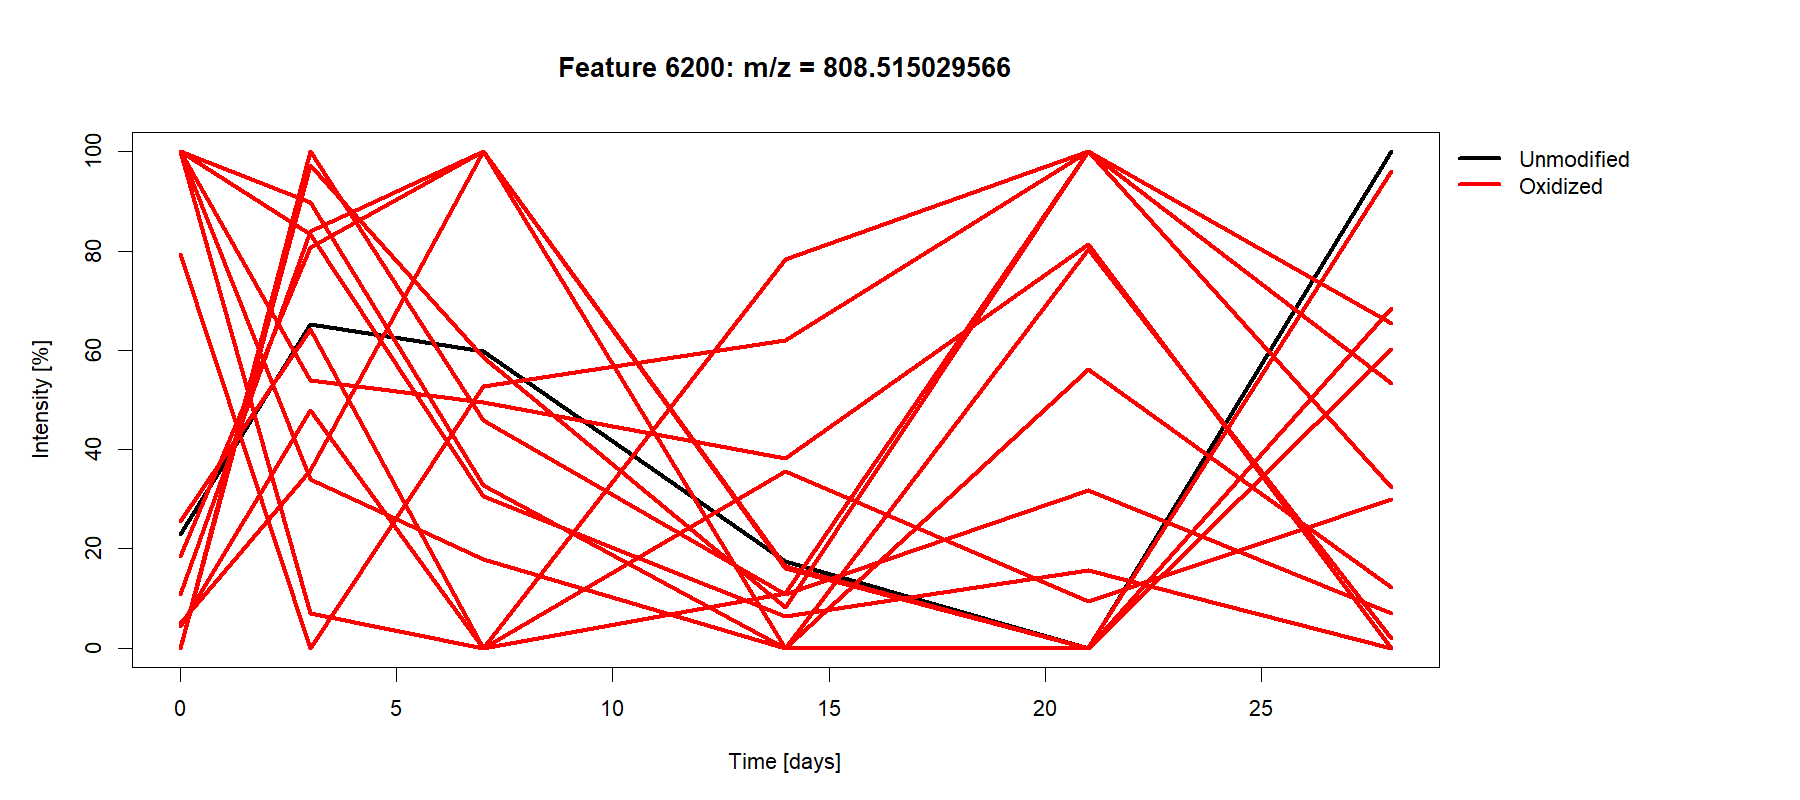 Feature 6200: m/z = 808.515029566
Unmodified
Oxidized
Intensity [%]
100
80
60
40
20
0
0 5 10 15 20 25
Time [days]